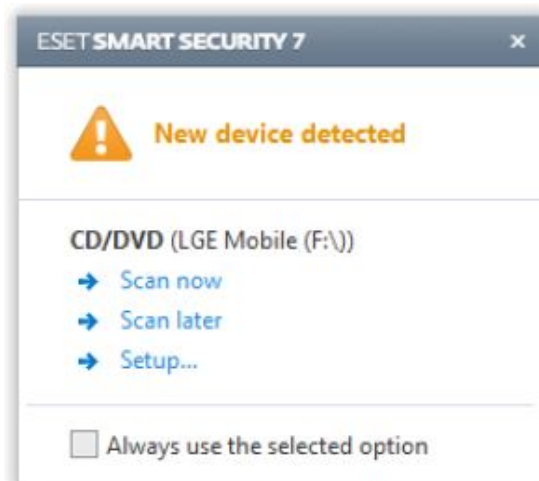 ESET SMART SECURITY 7
New device detected
CD/DVD (LGE Mobile (F:\))
Scan now
Scan later
Setup...
Always use the selected option